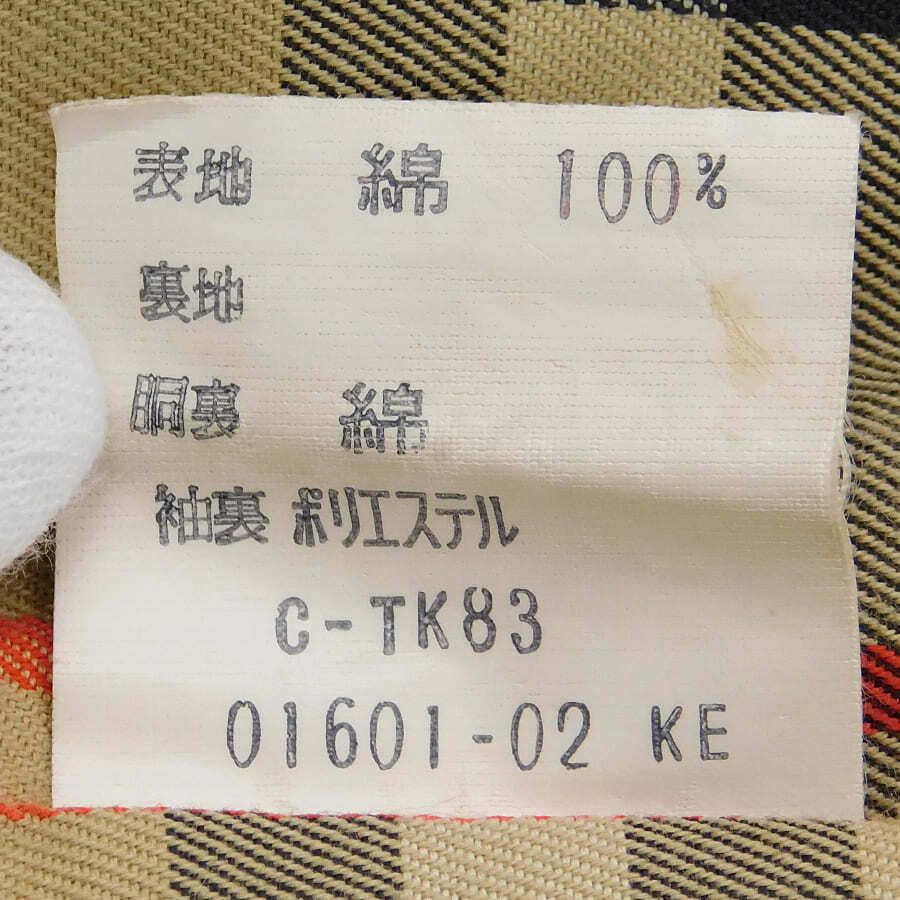 表地 綿 100%
裏地
胴裏 綿
袖裏 ポリエステル
C-TK83
01601-02 KE